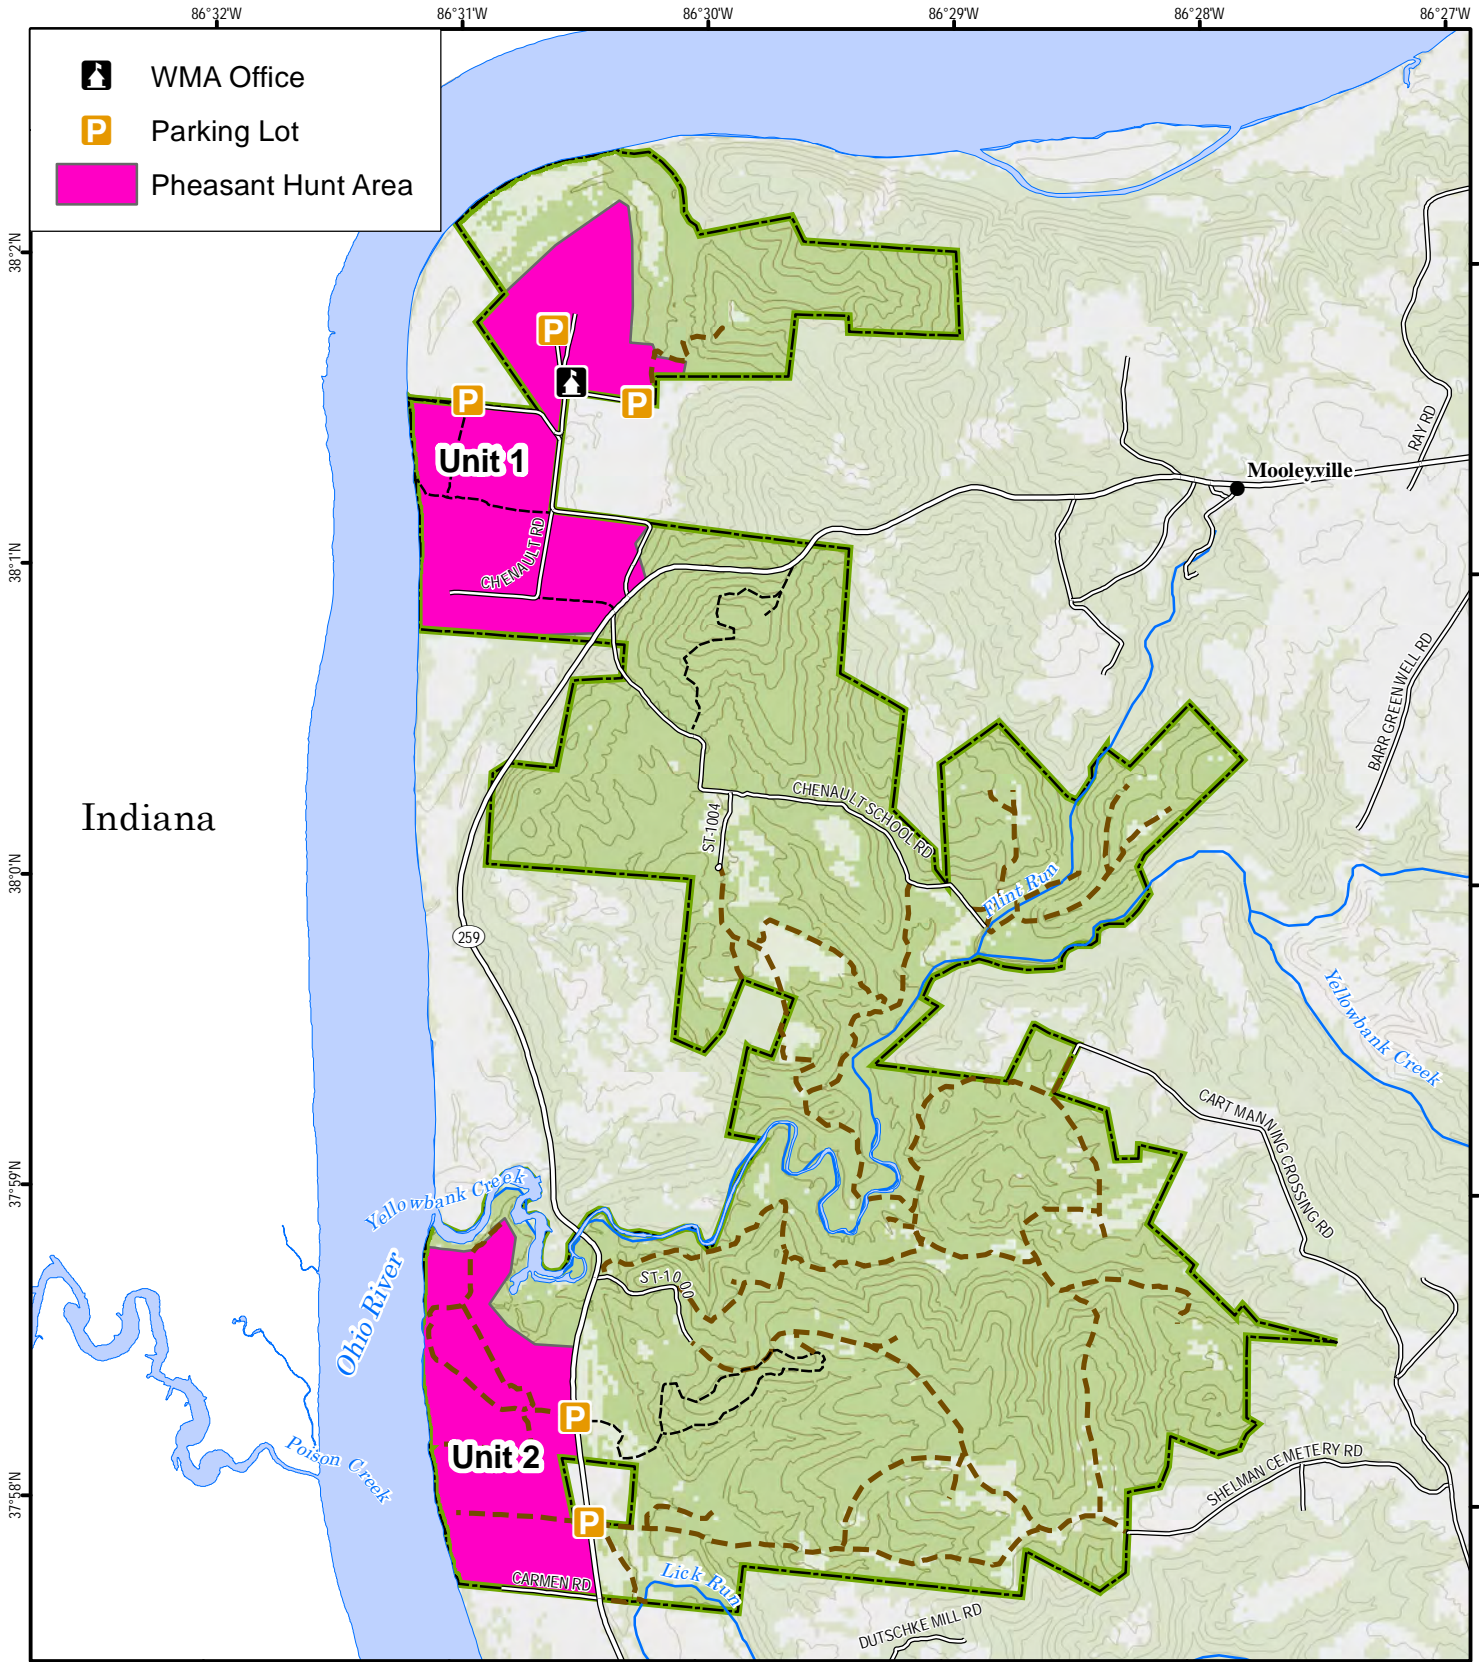 86°32'W
86°31'W
86°30'W
86°29'W
86°28'W
86°27'W
WMA Office
P
Parking Lot
Pheasant Hunt Area
38°2'N
P
P
P
RAY RD
Unit 1
Mooleyville
CHENAULT RD
38°1'N
BARR GREENWELL RD
Indiana
CHENAULT SCHOOL RD
ST-1004
38°0'N
Flint Run
259
Yellowbank Creek
CART MANNING CROSSING RD
37°59'N
Yellowbank Creek
ST-1000
Ohio River
P
Unit 2
Poison Creek
SHELMAN CEMETERY RD
37°58'N
P
CARMEN RD
Lick Run
DUTSCHKE MILL RD